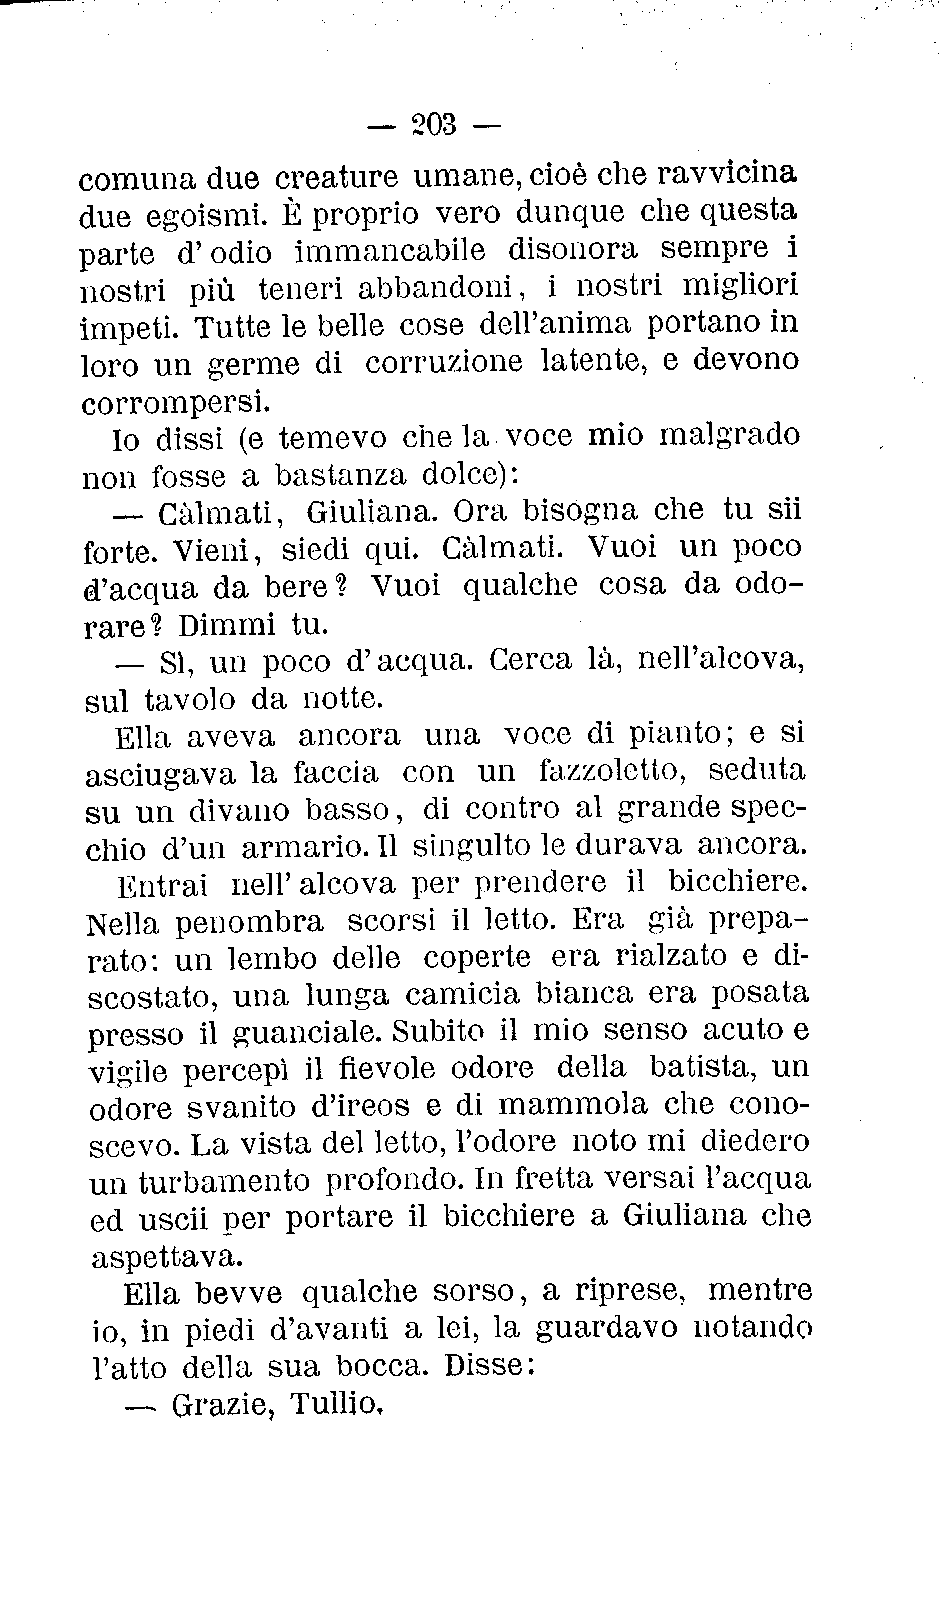 — 203 —
comuna due creature umane, cioè che ravvicina
due egoismi. È proprio vero dunque che questa
parte d' odio immancabile disonora sempre i
nostri più teneri abbandoni, i nostri migliori
impeti. Tutte le belle cose dell'anima portano in
loro un germe di corruzione latente, e devono
corrompersi.
Io dissi (e temevo che la voce mio malgrado
non fosse a bastanza dolce):
— Càlmati, Giuliana. Ora bisogna che tu sii
forte. Vieni, siedi qui. Càlmati. Vuoi un poco
d'acqua da bere? Vuoi qualche cosa da odo-
rare? Dimmi tu.
— Sì, un poco d' acqua. Cerca là, nell'alcova,
sul tavolo da notte.
Ella aveva ancora una voce di pianto; e si
asciugava la faccia con un fazzoletto, seduta
su un divano basso, di contro al grande spec-
chio d'un armario. Il singulto le durava ancora.
Entrai nell' alcova per prendere il bicchiere.
Nella penombra scorsi il letto. Era già prepa-
rato: un lembo delle coperte era rialzato e di-
scostato, una lunga camicia bianca era posata
presso il guanciale. Subito il mio senso acuto e
vigile percepì il fievole odore della batista, un
odore svanito d'ireos e di mammola che cono-
scevo. La vista del letto, l'odore noto mi diedero
un turbamento profondo. In fretta versai l'acqua
ed uscii per portare il bicchiere a Giuliana che
aspettava.
Ella bevve qualche sorso, a riprese, mentre
io, in piedi d'avanti a lei, la guardavo notando
l'atto della sua bocca. Disse:
— Grazie, Tullio.